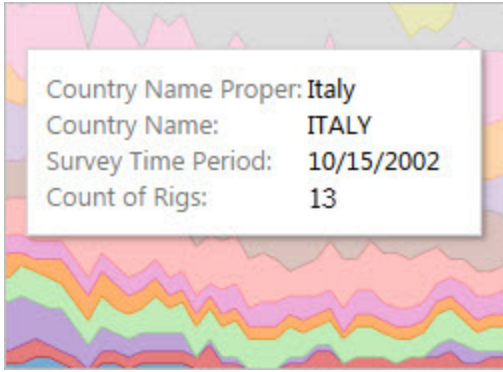 Country Name Proper: Italy
Country Name: ITALY
Survey Time Period: 10/15/2002
Count of Rigs: 13